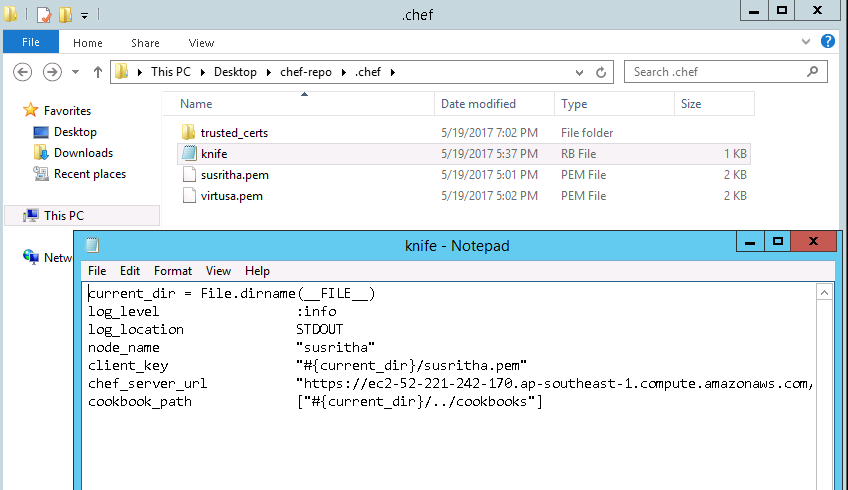 .chef
File Home Share View
This PC Desktop chef-repo .chef Search .chef
Name Date modified Type Size
Favorites
Desktop
Downloads
Recent places
This PC
Netw
trusted_certs 5/19/2017 7:02 PM File folder
knife 5/19/2017 5:37 PM RB File 1 KB
susritha.pem 5/19/2017 5:01 PM PEM File 2 KB
virtusa.pem 5/19/2017 5:02 PM PEM File 2 KB
knife - Notepad
File Edit Format View Help
current_dir = File.dirname(__FILE__)
log_level :info
log_location STDOUT
node_name "susritha"
client_key "#{current_dir}/susritha.pem"
chef_server_url "https://ec2-52-221-242-170.ap-southeast-1.compute.amazonaws.com,
cookbook_path ["#{current_dir}/../cookbooks"]